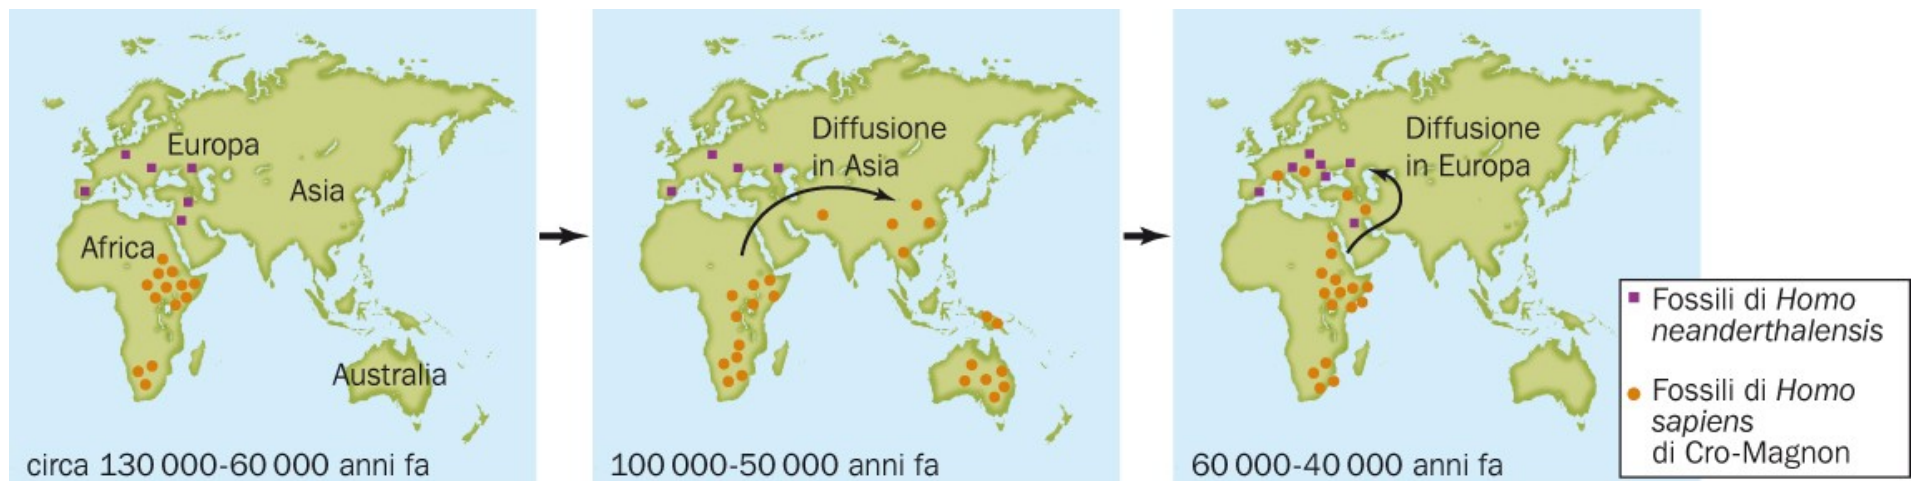 Europa
Asia
Africa
Australia
circa 130 000-60 000 anni fa
Diffusione
in Asia
100 000-50 000 anni fa
Diffusione
in Europa
60 000-40 000 anni fa
Fossili di Homo
neanderthalensis
Fossili di Homo
sapiens
di Cro-Magnon